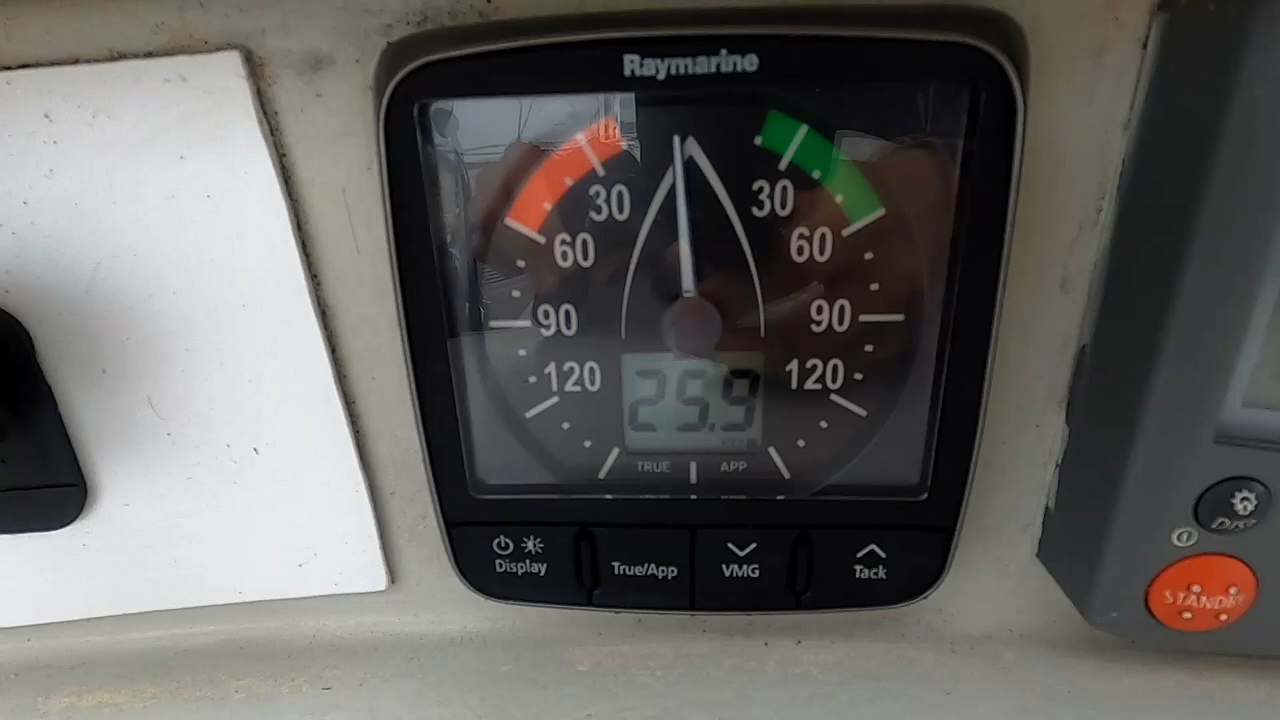 Raymarine
30 30
60 60
90 90
120 120
25.9
TRUE APP
Display True/App VMG Tack